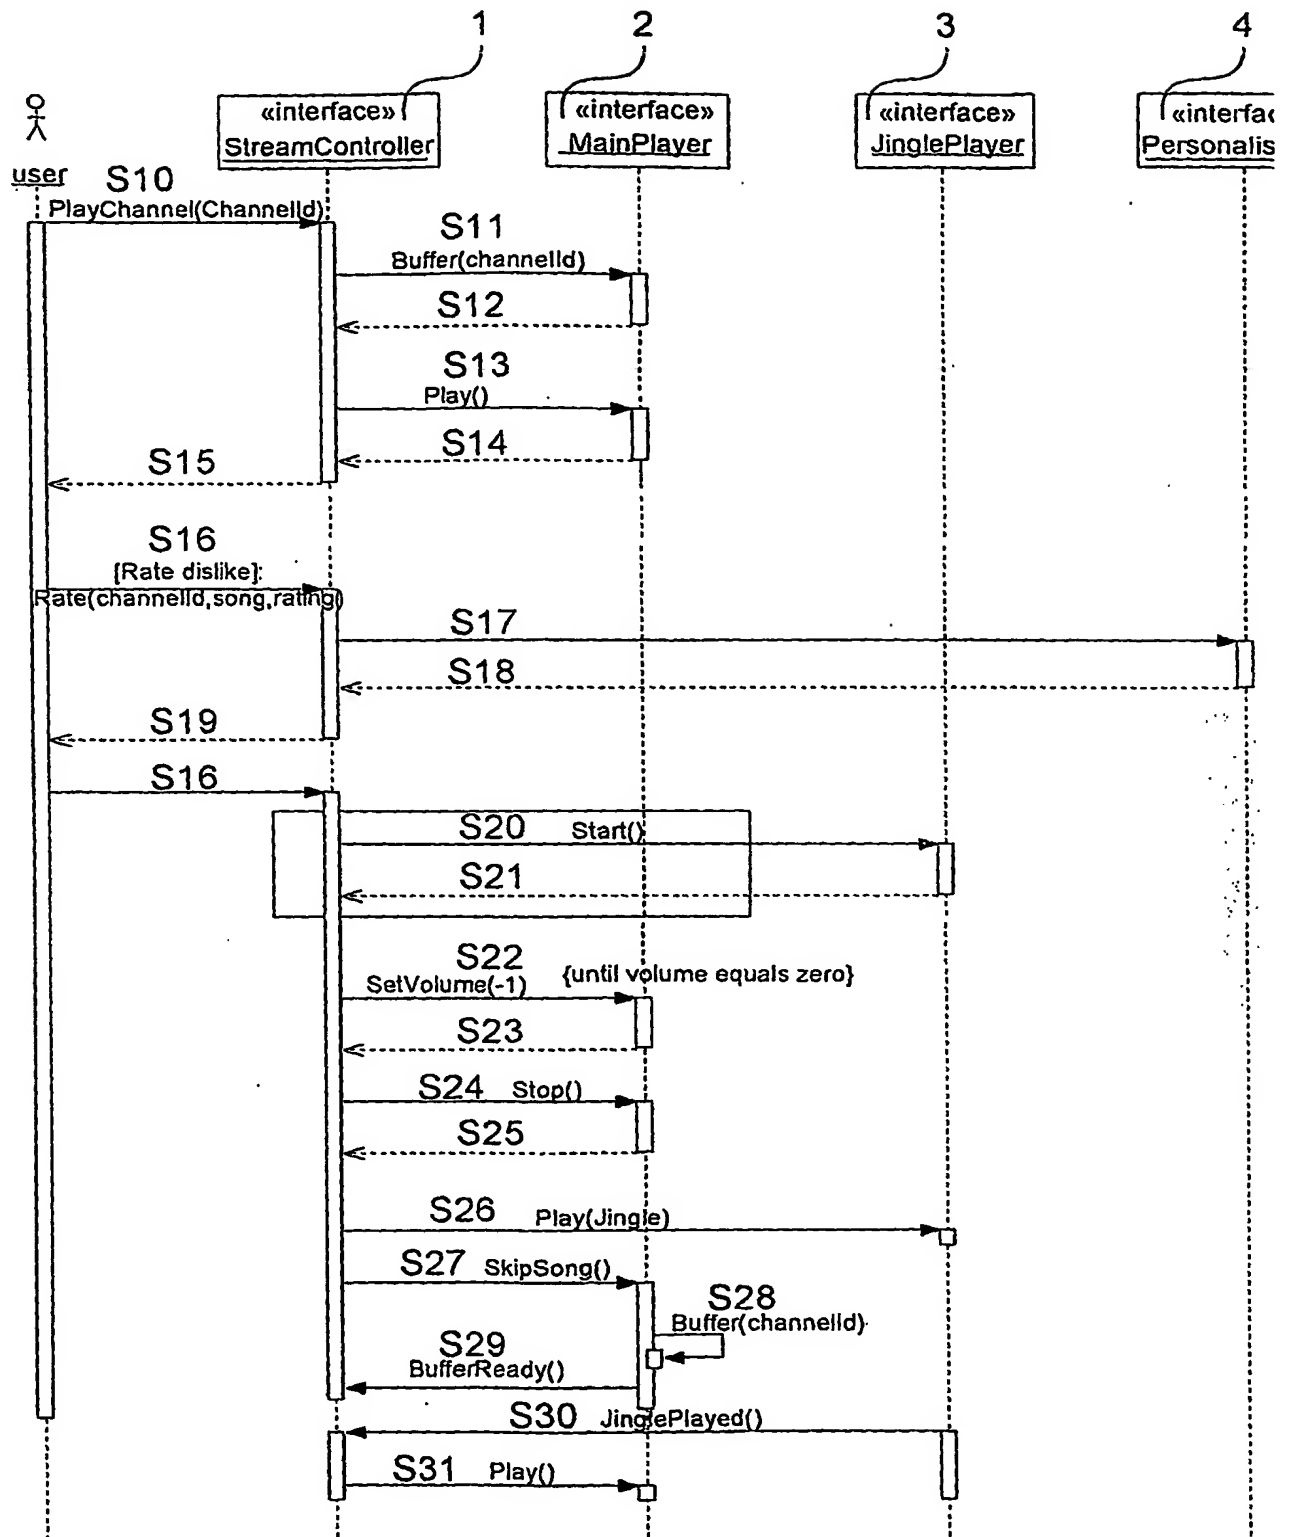 1
2
3
4
«interface»
StreamController
«interface»
MainPlayer
«interface»
JinglePlayer
«interfac
Personalis
user
S10
PlayChannel(ChannelId)
S11
Buffer(channelId)
S12
S13
Play()
S14
S15
S16
[Rate dislike]:
Rate(channelId,song,rating()
S17
S18
S19
S16
S20 Start()
S21
S22
SetVolume(-1) {until volume equals zero}
S23
S24 Stop()
S25
S26 Play(Jingle)
S27 SkipSong()
S28
Buffer(channelId)
S29
BufferReady()
S30 JinglePlayed()
S31 Play()